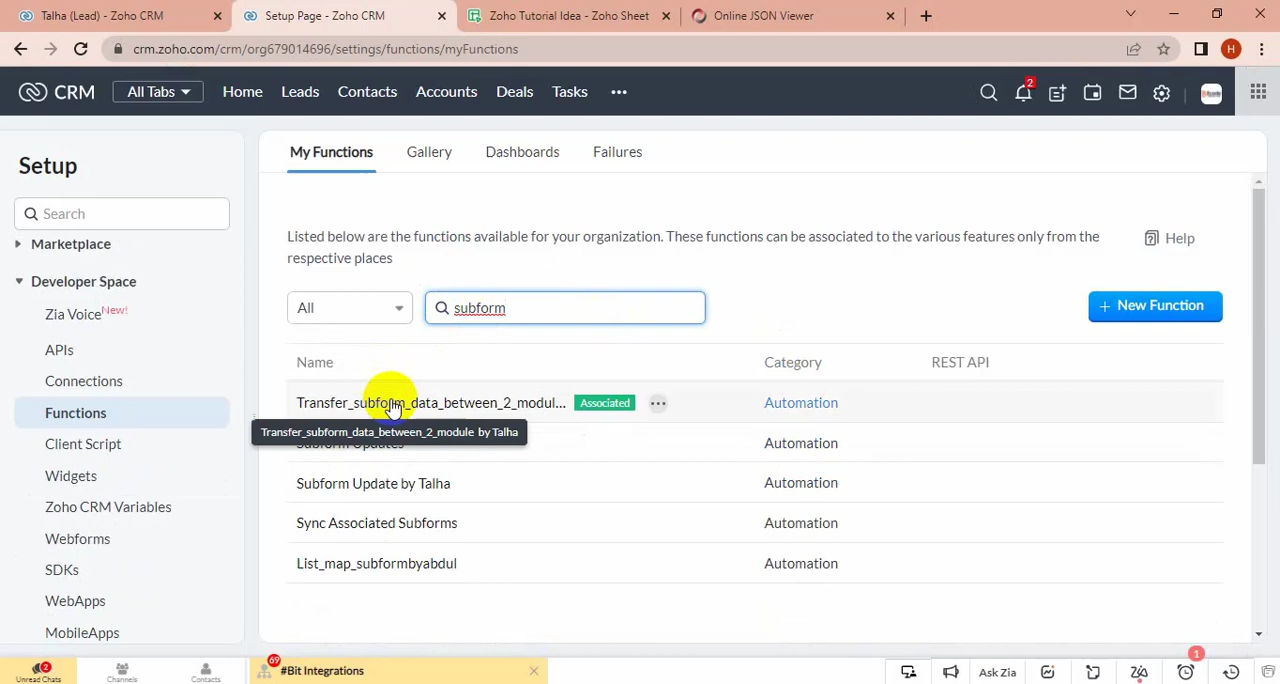 Talha (Lead) - Zoho CRM
Setup Page - Zoho CRM
Zoho Tutorial Idea - Zoho Sheet
Online JSON Viewer
crm.zoho.com/crm/org679014696/settings/functions/myFunctions
H
CRM
All Tabs
Home
Leads
Contacts
Accounts
Deals
Tasks
2
Setup
Search
Marketplace
Developer Space
Zia Voice New!
APIs
Connections
Functions
Client Script
Widgets
Zoho CRM Variables
Webforms
SDKs
WebApps
MobileApps
My Functions
Gallery
Dashboards
Failures
Listed below are the functions available for your organization. These functions can be associated to the various features only from the
respective places
Help
All
subform
+ New Function
Name
Category
REST API
Transfer_subform_data_between_2_modul...
Associated
Automation
Transfer_subform_data_between_2_module by Talha
Subform Updates
Automation
Subform Update by Talha
Automation
Sync Associated Subforms
Automation
List_map_subformbyabdul
Automation
2
Unread Chats
Channels
Contacts
69
#Bit Integrations
Ask Zia
1